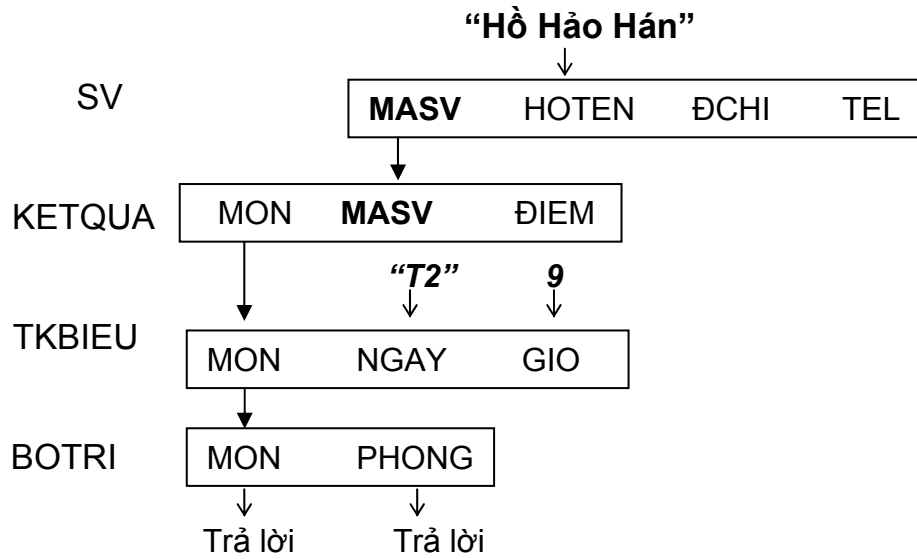 “Hồ Hảo Hán”
SV
MASV HOTEN ĐCHI TEL
KETQUA
MON MASV ĐIEM
“T2” 9
TKBIEU
MON NGAY GIO
BOTRI
MON PHONG
Trả lời Trả lời